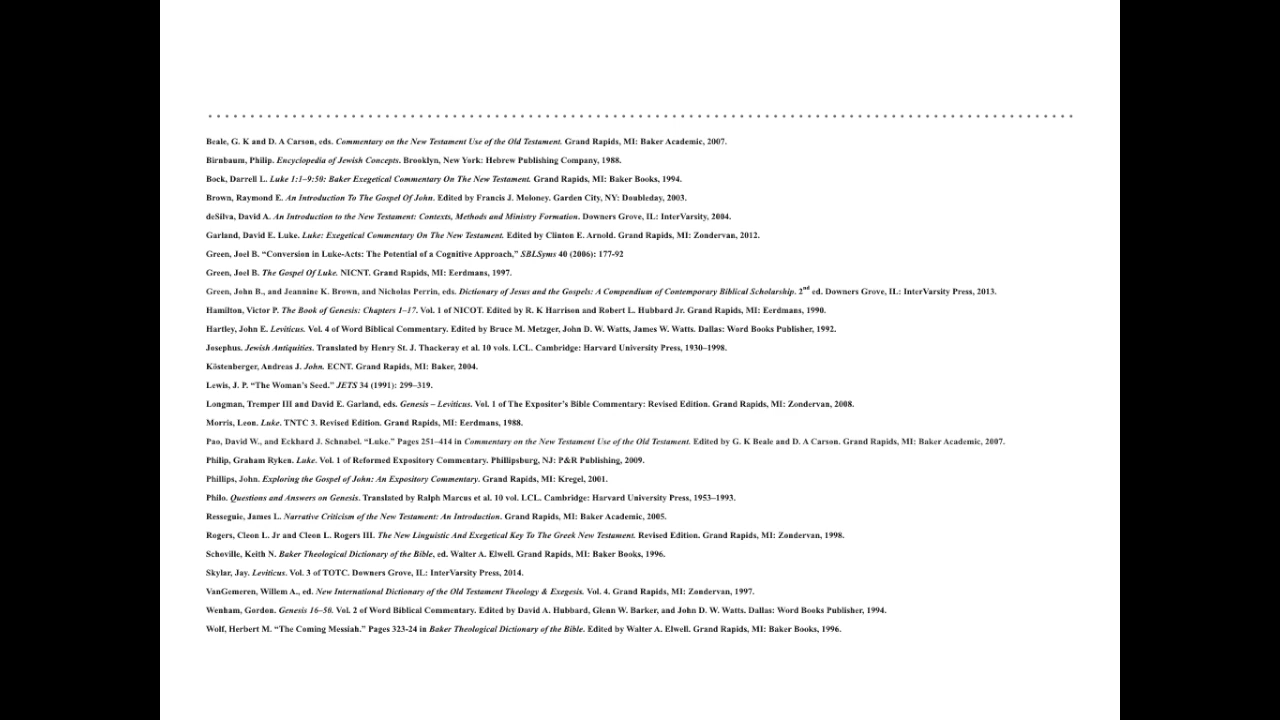 Beale, G. K and D. A Carson, eds. Commentary on the New Testament Use of the Old Testament. Grand Rapids, MI: Baker Academic, 2007.
Birnbaum, Philip. Encyclopedia of Jewish Concepts. Brooklyn, New York: Hebrew Publishing Company, 1988.
Bock, Darrell L. Luke 1:1–9:50: Baker Exegetical Commentary On The New Testament. Grand Rapids, MI: Baker Books, 1994.
Brown, Raymond E. An Introduction To The Gospel Of John. Edited by Francis J. Moloney. Garden City, NY: Doubleday, 2003.
deSilva, David A. An Introduction to the New Testament: Contexts, Methods and Ministry Formation. Downers Grove, IL: InterVarsity, 2004.
Garland, David E. Luke. Luke: Exegetical Commentary On The New Testament. Edited by Clinton E. Arnold. Grand Rapids, MI: Zondervan, 2012.
Green, Joel B. “Conversion in Luke-Acts: The Potential of a Cognitive Approach,” SBLSyms 40 (2006): 177-92
Green, Joel B. The Gospel Of Luke. NICNT. Grand Rapids, MI: Eerdmans, 1997.
Green, John B., and Jeannine K. Brown, and Nicholas Perrin, eds. Dictionary of Jesus and the Gospels: A Compendium of Contemporary Biblical Scholarship. 2nd ed. Downers Grove, IL: InterVarsity Press, 2013.
Hamilton, Victor P. The Book of Genesis: Chapters 1–17. Vol. 1 of NICOT. Edited by R. K Harrison and Robert L. Hubbard Jr. Grand Rapids, MI: Eerdmans, 1990.
Hartley, John E. Leviticus. Vol. 4 of Word Biblical Commentary. Edited by Bruce M. Metzger, John D. W. Watts, James W. Watts. Dallas: Word Books Publisher, 1992.
Josephus. Jewish Antiquities. Translated by Henry St. J. Thackeray et al. 10 vols. LCL. Cambridge: Harvard University Press, 1930–1998.
Köstenberger, Andreas J. John. ECNT. Grand Rapids, MI: Baker, 2004.
Lewis, J. P. “The Woman’s Seed.” JETS 34 (1991): 299–319.
Longman, Tremper III and David E. Garland, eds. Genesis – Leviticus. Vol. 1 of The Expositor’s Bible Commentary: Revised Edition. Grand Rapids, MI: Zondervan, 2008.
Morris, Leon. Luke. TNTC 3. Revised Edition. Grand Rapids, MI: Eerdmans, 1988.
Pao, David W., and Eckhard J. Schnabel. “Luke.” Pages 251–414 in Commentary on the New Testament Use of the Old Testament. Edited by G. K Beale and D. A Carson. Grand Rapids, MI: Baker Academic, 2007.
Philip, Graham Ryken. Luke. Vol. 1 of Reformed Expository Commentary. Phillipsburg, NJ: P&R Publishing, 2009.
Phillips, John. Exploring the Gospel of John: An Expository Commentary. Grand Rapids, MI: Kregel, 2001.
Philo. Questions and Answers on Genesis. Translated by Ralph Marcus et al. 10 vol. LCL. Cambridge: Harvard University Press, 1953–1993.
Resseguie, James L. Narrative Criticism of the New Testament: An Introduction. Grand Rapids, MI: Baker Academic, 2005.
Rogers, Cleon L. Jr and Cleon L. Rogers III. The New Linguistic And Exegetical Key To The Greek New Testament. Revised Edition. Grand Rapids, MI: Zondervan, 1998.
Schoville, Keith N. Baker Theological Dictionary of the Bible, ed. Walter A. Elwell. Grand Rapids, MI: Baker Books, 1996.
Skylar, Jay. Leviticus. Vol. 3 of TOTC. Downers Grove, IL: InterVarsity Press, 2014.
VanGemeren, Willem A., ed. New International Dictionary of the Old Testament Theology & Exegesis. Vol. 4. Grand Rapids, MI: Zondervan, 1997.
Wenham, Gordon. Genesis 16–50. Vol. 2 of Word Biblical Commentary. Edited by David A. Hubbard, Glenn W. Barker, and John D. W. Watts. Dallas: Word Books Publisher, 1994.
Wolf, Herbert M. “The Coming Messiah.” Pages 323-24 in Baker Theological Dictionary of the Bible. Edited by Walter A. Elwell. Grand Rapids, MI: Baker Books, 1996.